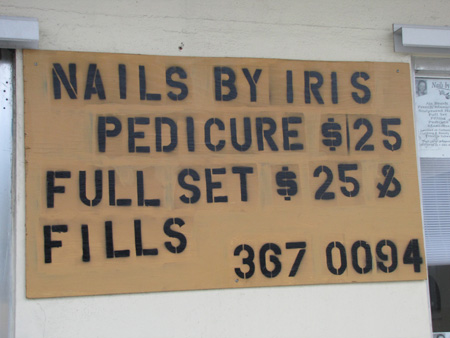 NAILS BY IRIS
PEDICURE $25
FULL SET $25 &
FILLS
367 0094